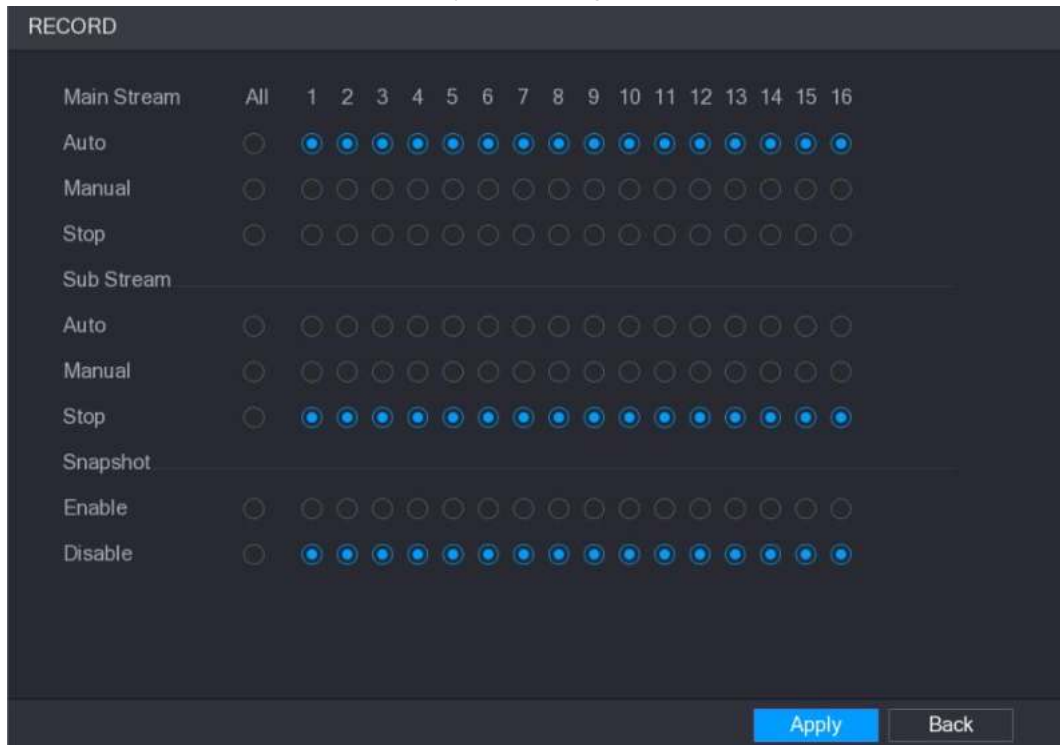 RECORD
Main Stream All 1 2 3 4 5 6 7 8 9 10 11 12 13 14 15 16
Auto
Manual
Stop
Sub Stream
Auto
Manual
Stop
Snapshot
Enable
Disable
Apply Back